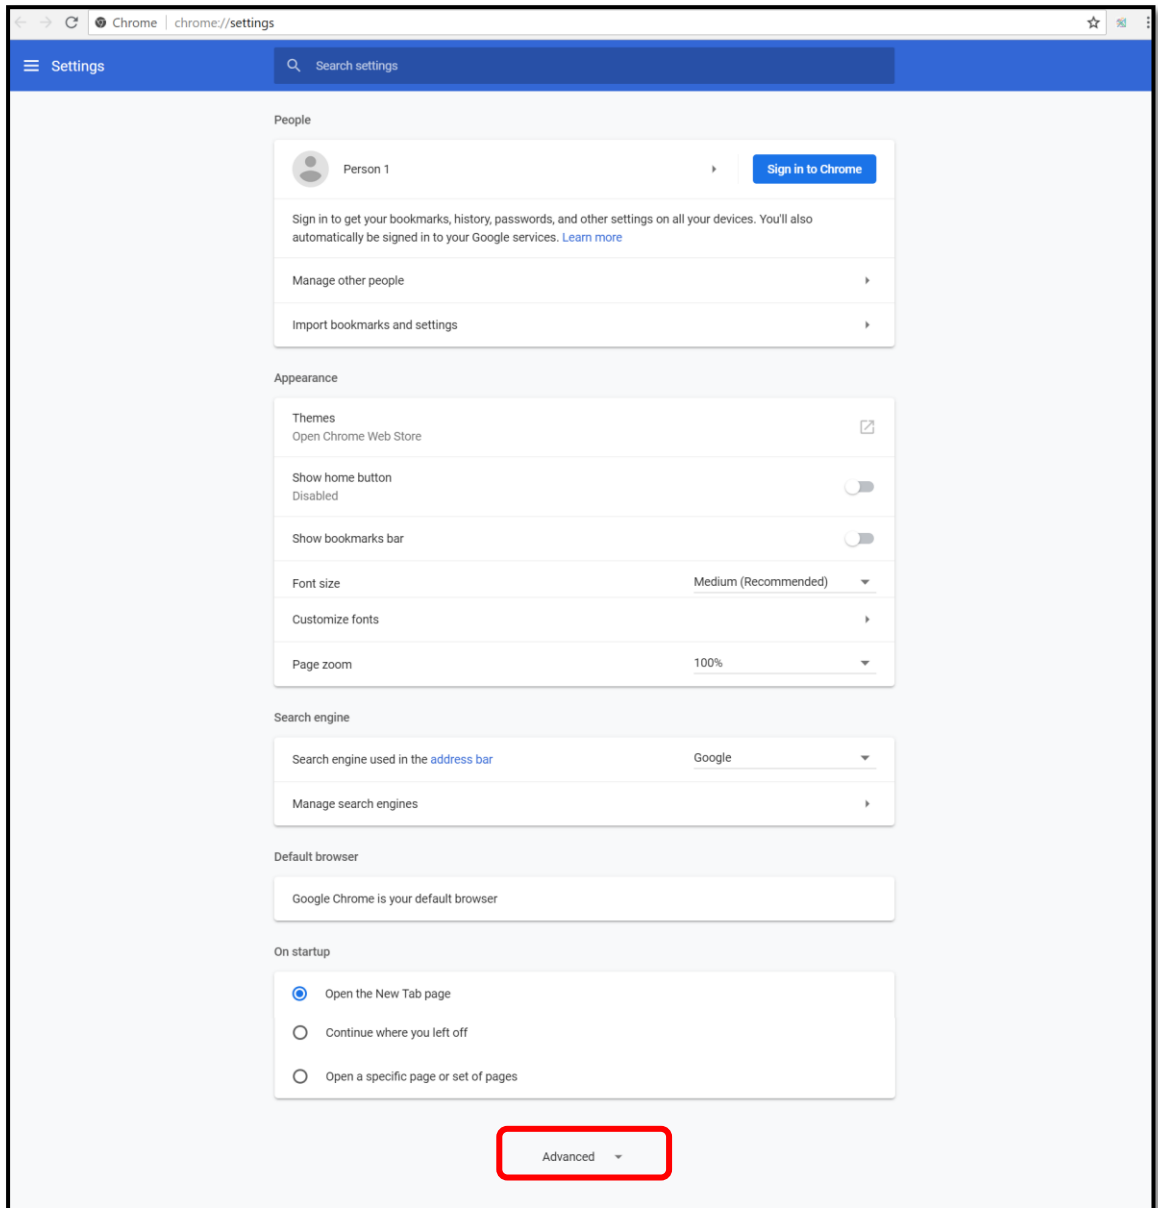 Chrome | chrome://settings
Settings
Search settings
People
Person 1
Sign in to Chrome
Sign in to get your bookmarks, history, passwords, and other settings on all your devices. You'll also
automatically be signed in to your Google services. Learn more
Manage other people
Import bookmarks and settings
Appearance
Themes
Open Chrome Web Store
Show home button
Disabled
Show bookmarks bar
Font size
Medium (Recommended)
Customize fonts
Page zoom
100%
Search engine
Search engine used in the address bar
Google
Manage search engines
Default browser
Google Chrome is your default browser
On startup
Open the New Tab page
Continue where you left off
Open a specific page or set of pages
Advanced